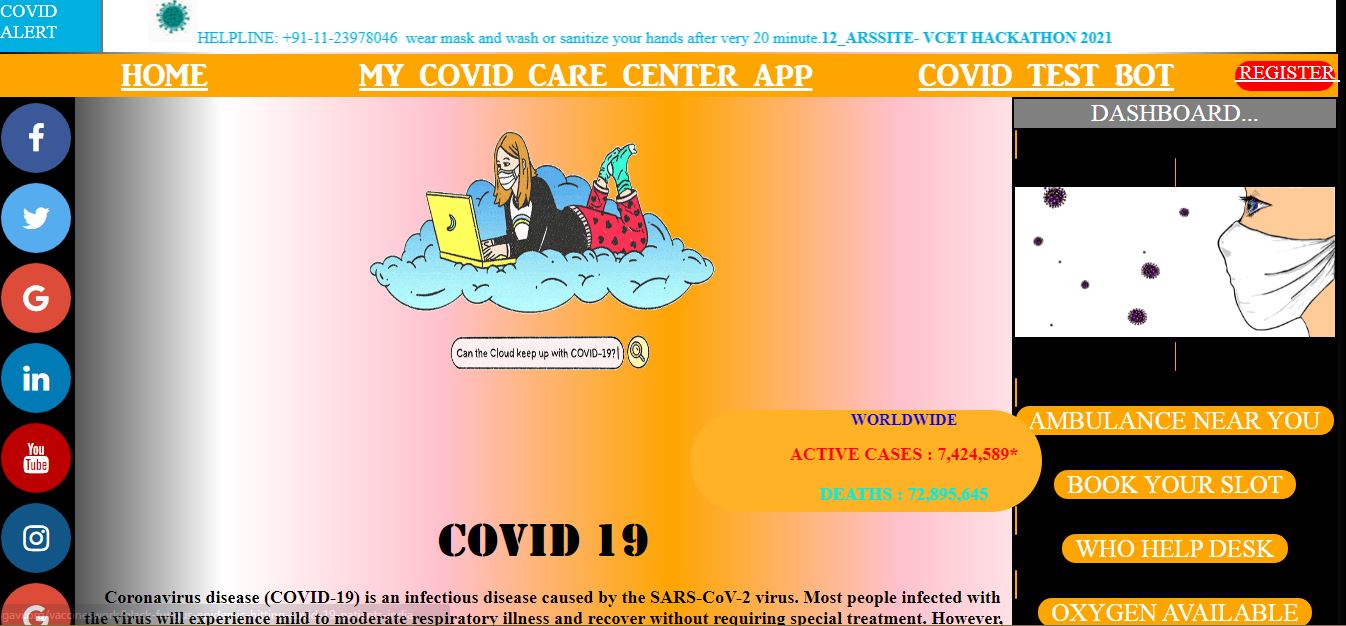 COVID
ALERT
HELPLINE: +91-11-23978046 wear mask and wash or sanitize your hands after very 20 minute.12_ARSSITE- VCET HACKATHON 2021
HOME MY COVID CARE CENTER APP COVID TEST BOT REGISTER
DASHBOARD...
Can the Cloud keep up with COVID-19?
WORLDWIDE
ACTIVE CASES : 7,424,589*
DEATHS : 72,895,645
AMBULANCE NEAR YOU
BOOK YOUR SLOT
WHO HELP DESK
OXYGEN AVAILABLE
You
Tube
COVID 19
Coronavirus disease (COVID-19) is an infectious disease caused by the SARS-CoV-2 virus. Most people infected with
the virus will experience mild to moderate respiratory illness and recover without requiring special treatment. However,